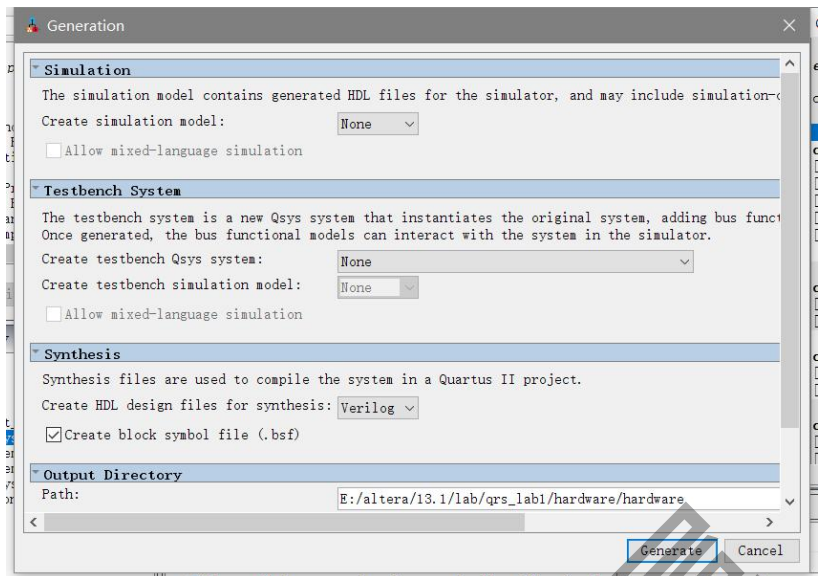 Generation
Simulation
The simulation model contains generated HDL files for the simulator, and may include simulation-
Create simulation model:
None
Allow mixed-language simulation
Testbench System
The testbench system is a new Qsys system that instantiates the original system, adding bus funct
Once generated, the bus functional models can interact with the system in the simulator.
Create testbench Qsys system:
None
Create testbench simulation model:
None
Allow mixed-language simulation
Synthesis
Synthesis files are used to compile the system in a Quartus II project.
Create HDL design files for synthesis:
Verilog
Create block symbol file (.bsf)
Output Directory
Path:
E:/altera/13.1/lab/qrs_lab1/hardware/hardware
Generate
Cancel